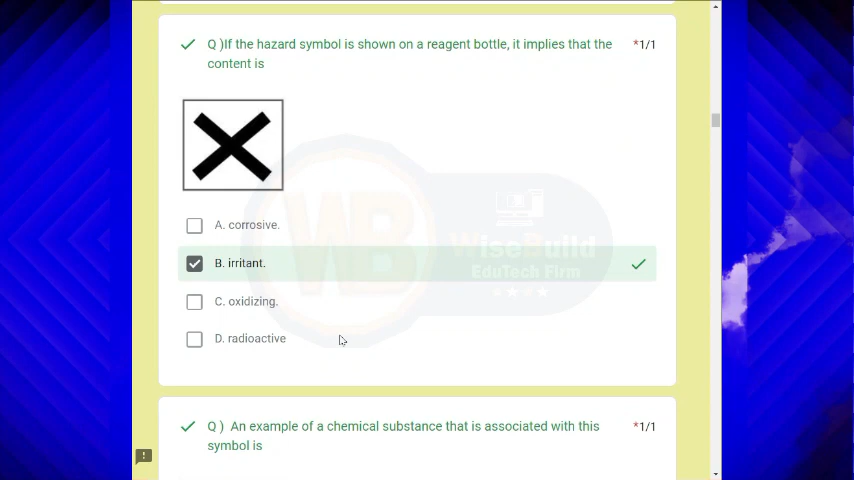 Q )If the hazard symbol is shown on a reagent bottle, it implies that the
content is
*1/1
A. corrosive.
B. irritant.
C. oxidizing.
D. radioactive
WB
WiseBuild
EduTech Firm
Q ) An example of a chemical substance that is associated with this
symbol is
*1/1